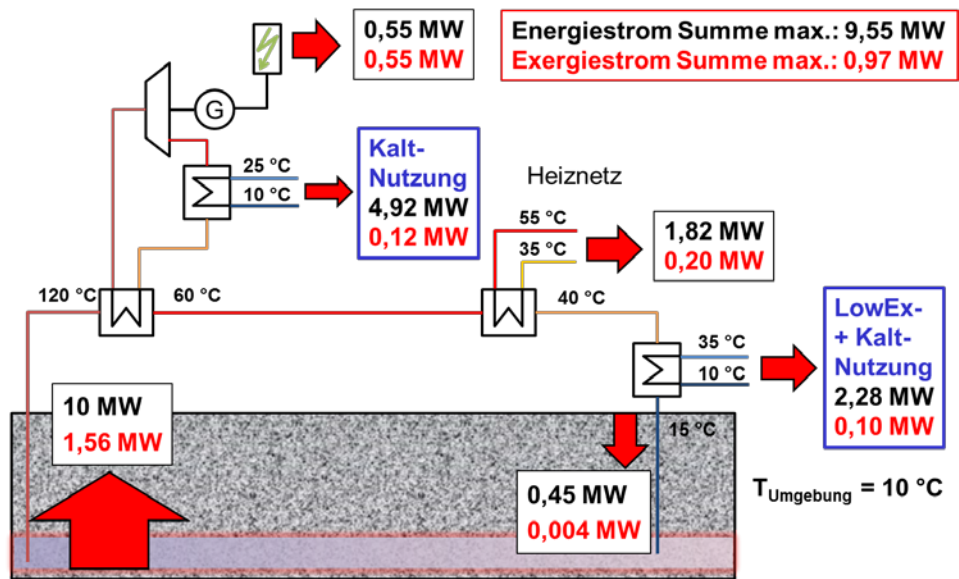 0,55 MW
0,55 MW
Energiestrom Summe max.: 9,55 MW
Exergiestrom Summe max.: 0,97 MW
G
25 °C
10 °C
Kalt-
Nutzung
4,92 MW
0,12 MW
Heiznetz
55 °C
35 °C
1,82 MW
0,20 MW
120 °C
60 °C
40 °C
35 °C
10 °C
LowEx-
+ Kalt-
Nutzung
2,28 MW
0,10 MW
10 MW
1,56 MW
15 °C
0,45 MW
0,004 MW
TUmgebung = 10 °C